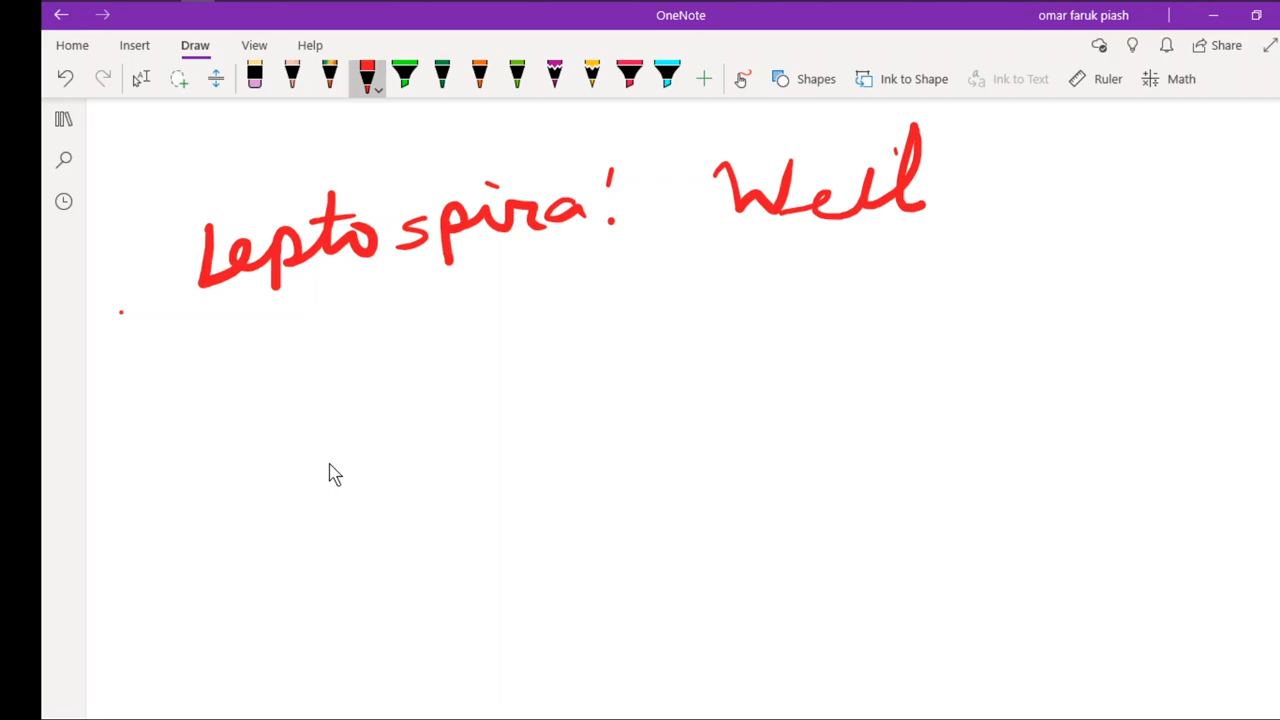 OneNote
omar faruk piash
Home Insert Draw View Help Share
Shapes Ink to Shape Ink to Text Ruler Math
Leptospira! Weil